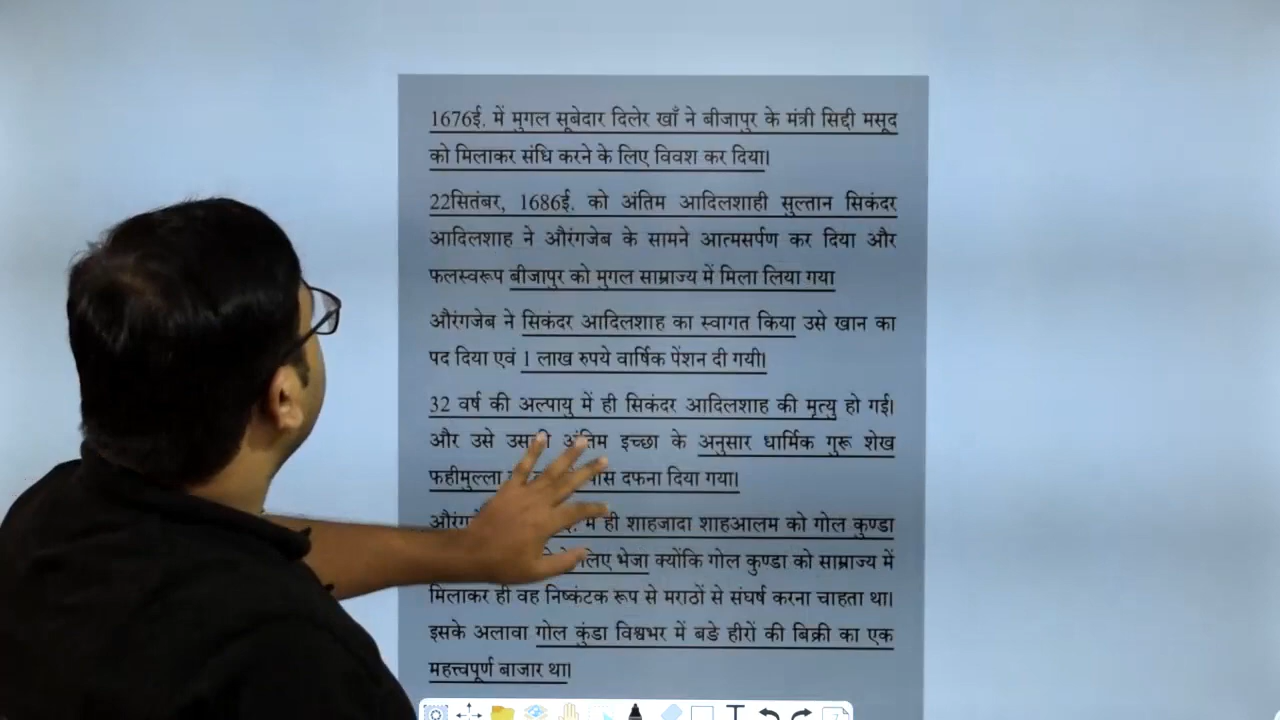 1676ई. में मुगल सूबेदार दिलेर खाँ ने बीजापुर के मंत्री सिद्दी मसूद
को मिलाकर संधि करने के लिए विवश कर दिया।
22सितंबर, 1686ई. को अंतिम आदिलशाही सुल्तान सिकंदर
आदिलशाह ने औरंगजेब के सामने आत्मसर्पण कर दिया और
फलस्वरूप बीजापुर को मुगल साम्राज्य में मिला लिया गया
औरंगजेब ने सिकंदर आदिलशाह का स्वागत किया उसे खान का
पद दिया एवं 1 लाख रुपये वार्षिक पेंशन दी गयी।
32 वर्ष की अल्पायु में ही सिकंदर आदिलशाह की मृत्यु हो गई।
और उसे अंतिम इच्छा के अनुसार धार्मिक गुरू शेख
फहीमुल्ला दफना दिया गया।
में ही शाहजादा शाहआलम को गोल कुण्डा
लिए भेजा क्योंकि गोल कुण्डा को साम्राज्य में
मिलाकर ही वह निष्कंटक रूप से मराठों से संघर्ष करना चाहता था।
इसके अलावा गोल कुंडा विश्वभर में बङे हीरों की बिक्री का एक
महत्त्वपूर्ण बाजार था।